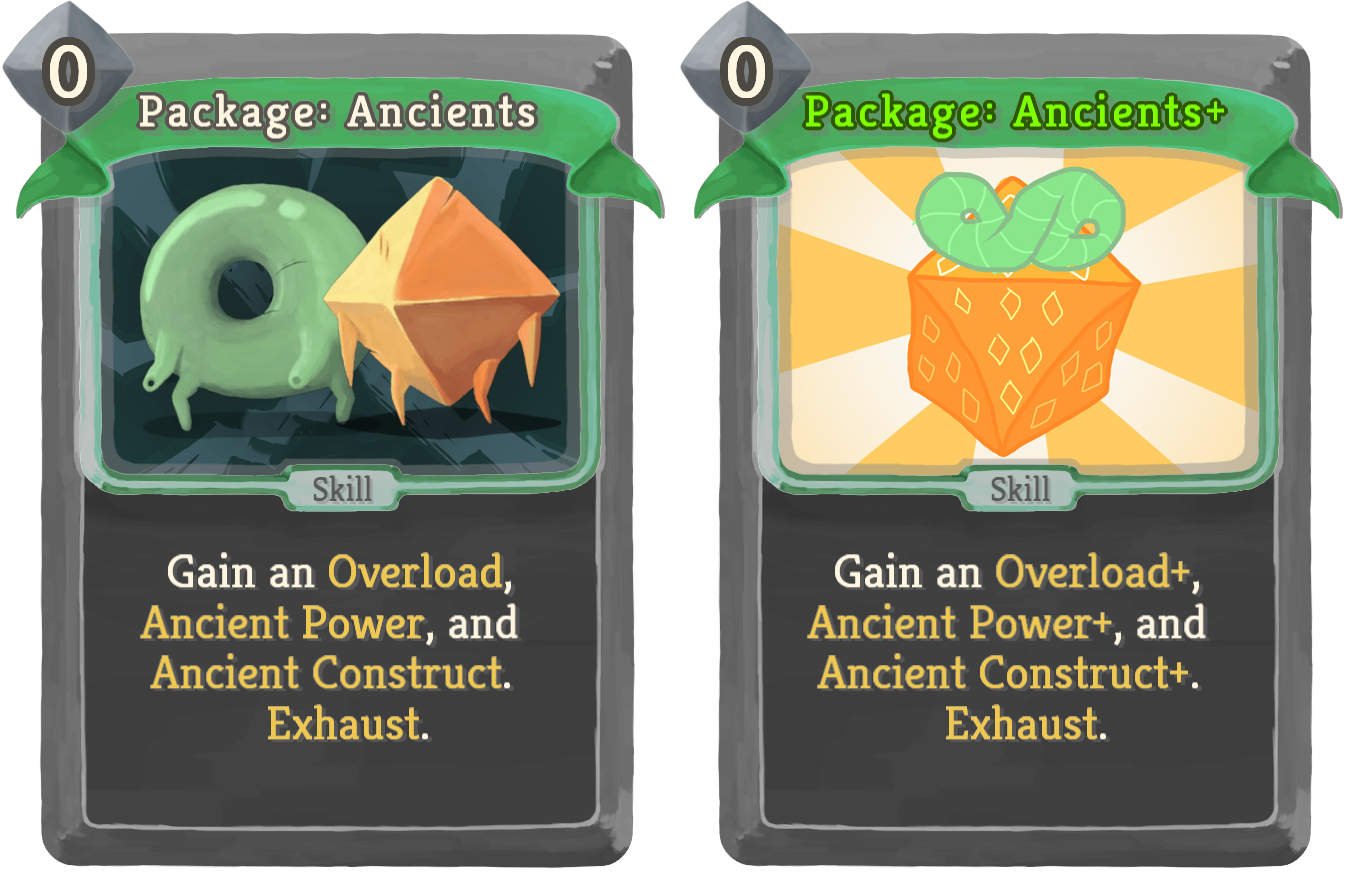 0
Package: Ancients
Skill
Gain an Overload,
Ancient Power, and
Ancient Construct.
Exhaust.
0
Package: Ancients+
Skill
Gain an Overload+,
Ancient Power+, and
Ancient Construct+.
Exhaust.